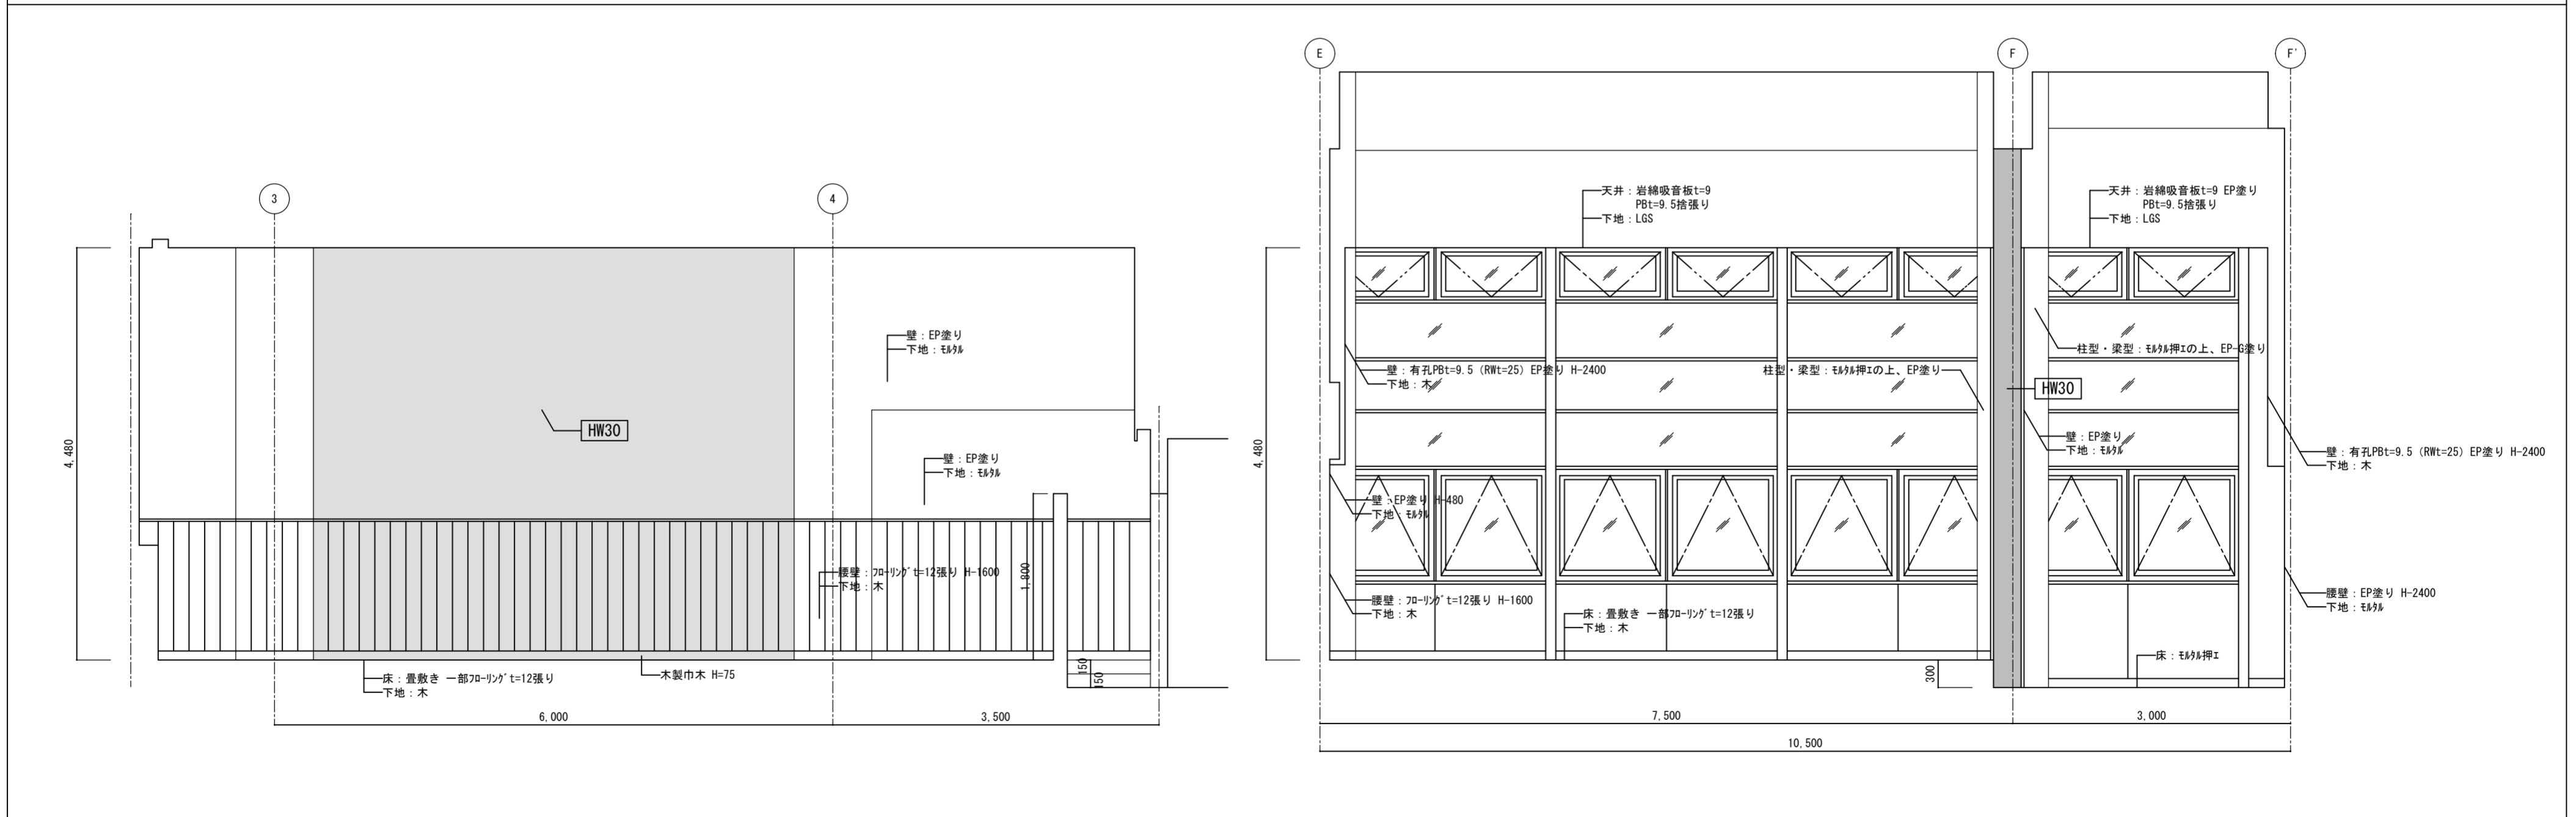 3
4
壁：EP塗り
下地：ﾓﾙﾀﾙ
HW30
4,480
壁：EP塗り
下地：ﾓﾙﾀﾙ
腰壁：ﾌﾛｰﾘﾝｸﾞt=12張り H-1600
下地：木
1,800
床：畳敷き 一部ﾌﾛｰﾘﾝｸﾞt=12張り
下地：木
木製巾木 H=75
150
150
6,000
3,500
E
F
F'
天井：岩綿吸音板t=9
PBt=9.5捨張り
下地：LGS
天井：岩綿吸音板t=9 EP塗り
PBt=9.5捨張り
下地：LGS
柱型・梁型：ﾓﾙﾀﾙ押ｴの上、EP-G塗り
壁：有孔PBt=9.5（RWt=25）EP塗り H-2400
下地：木
柱型・梁型：ﾓﾙﾀﾙ押ｴの上、EP塗り
HW30
4,480
壁：EP塗り
下地：ﾓﾙﾀﾙ
壁：有孔PBt=9.5（RWt=25）EP塗り H-2400
下地：木
壁：EP塗り H-480
下地：ﾓﾙﾀﾙ
腰壁：ﾌﾛｰﾘﾝｸﾞt=12張り H-1600
下地：木
床：畳敷き 一部ﾌﾛｰﾘﾝｸﾞt=12張り
下地：木
腰壁：EP塗り H-2400
下地：ﾓﾙﾀﾙ
床：ﾓﾙﾀﾙ押ｴ
300
7,500
3,000
10,500